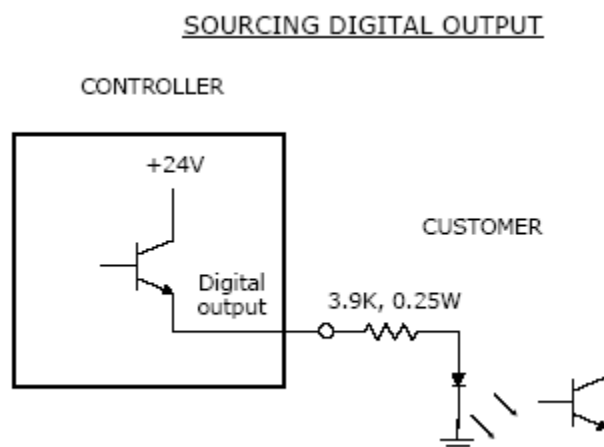 SOURCING DIGITAL OUTPUT
CONTROLLER
+24V
CUSTOMER
Digital
output
3.9K, 0.25W